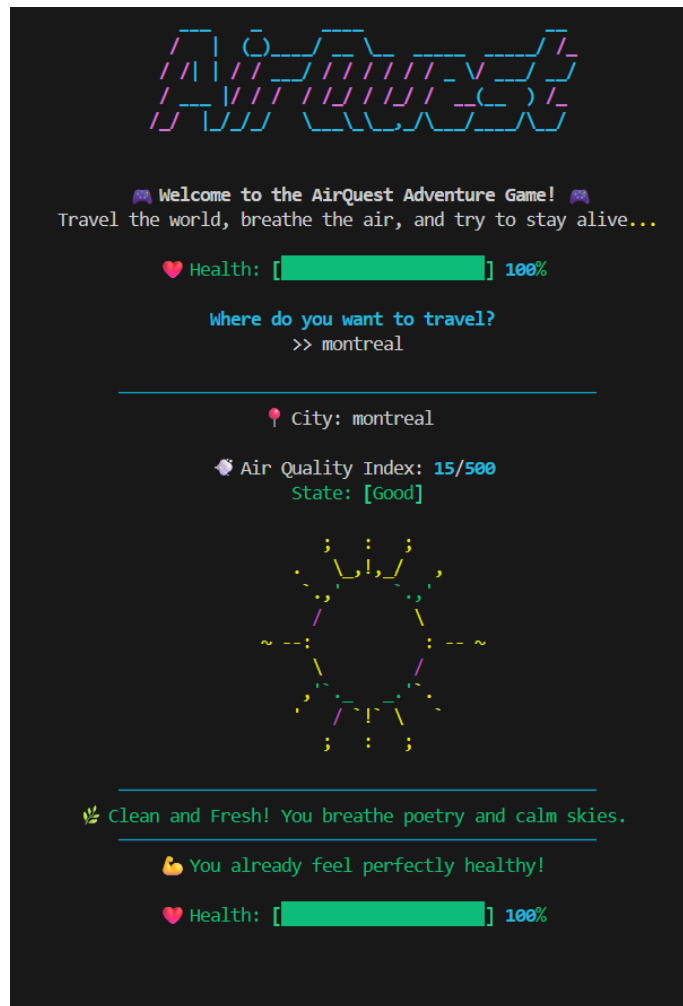 AirQuest
🎮 Welcome to the AirQuest Adventure Game! 🎮
Travel the world, breathe the air, and try to stay alive...
❤️ Health: [ ] 100%
Where do you want to travel?
>> montreal
📍 City: montreal
Air Quality Index: 15/500
State: [Good]
🌿 Clean and Fresh! You breathe poetry and calm skies.
💪 You already feel perfectly healthy!
❤️ Health: [ ] 100%